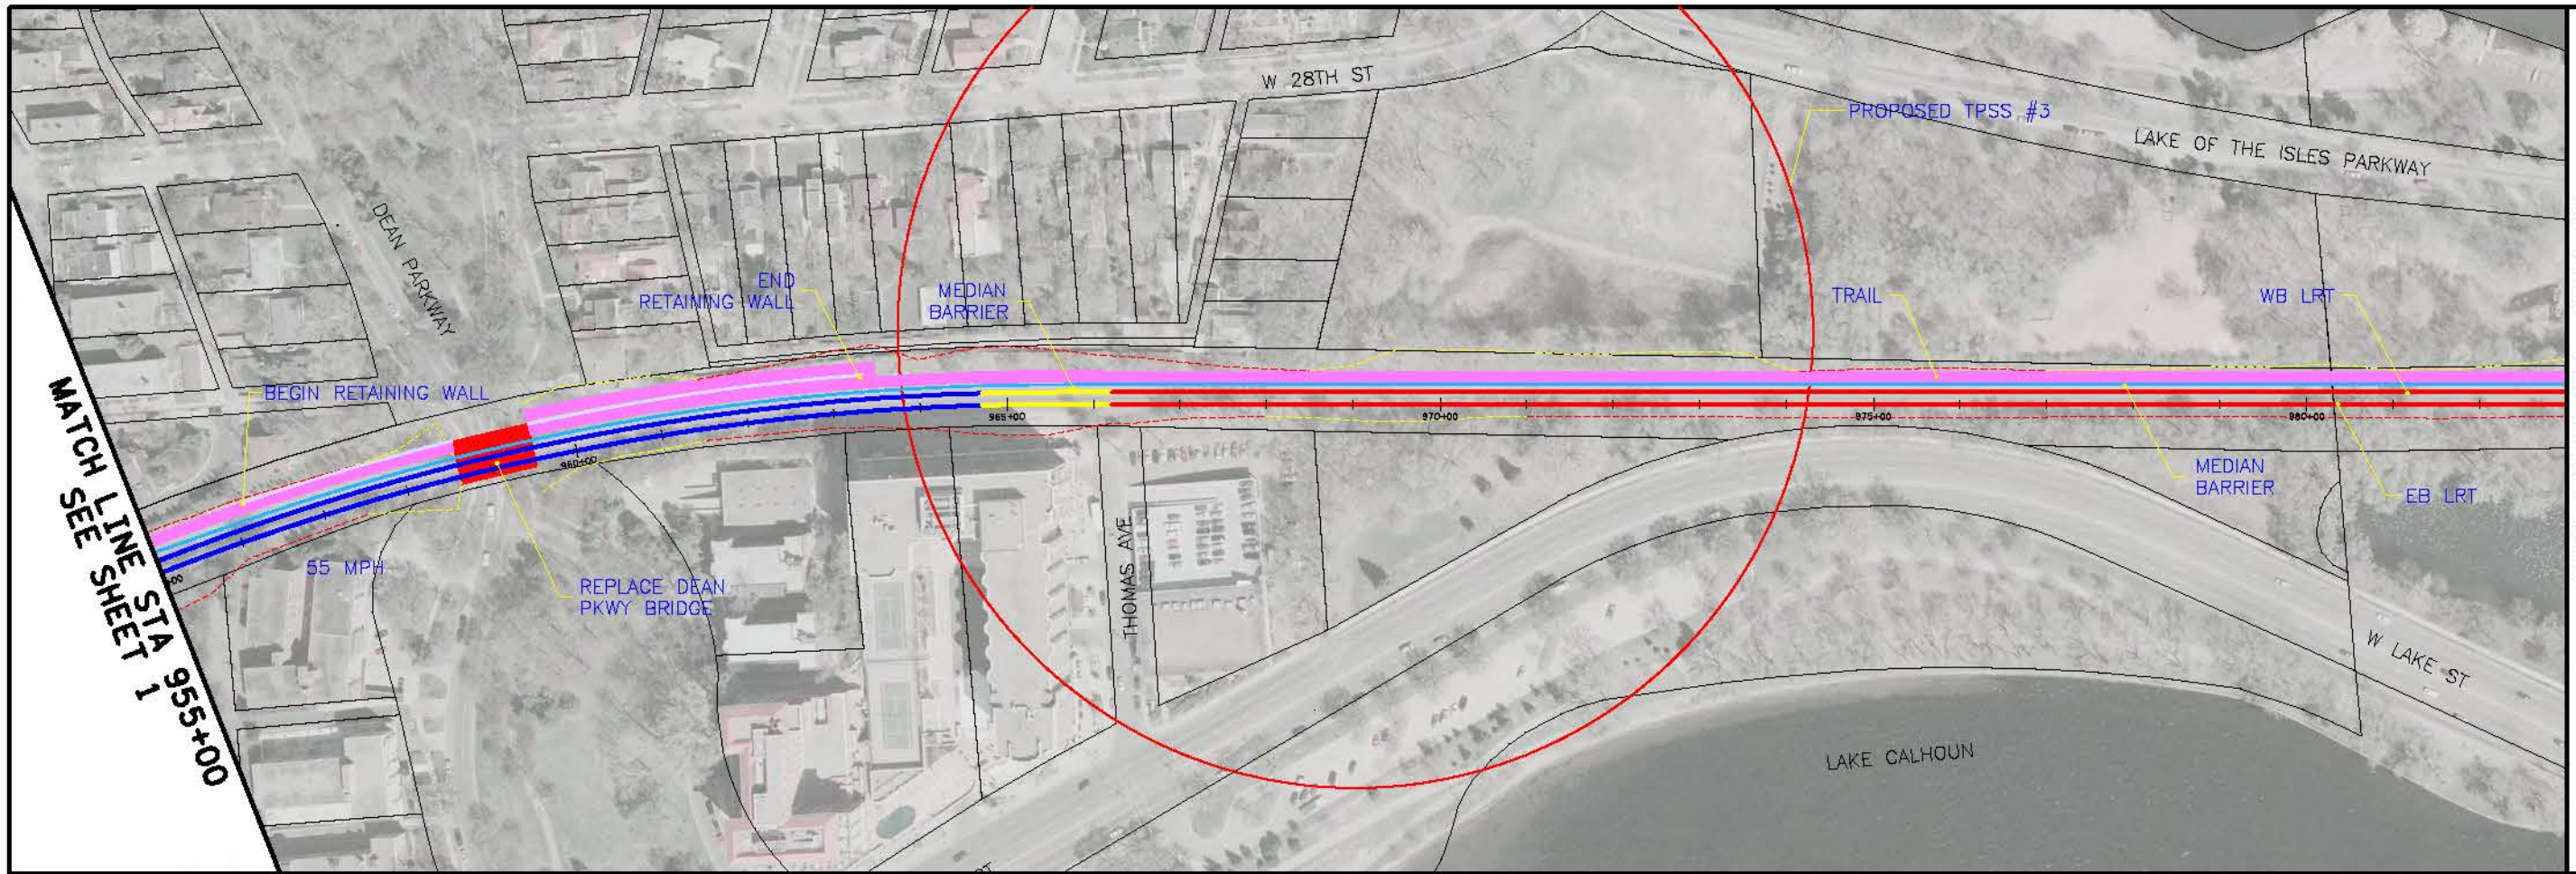 W 28TH ST
PROPOSED TPSS #3
LAKE OF THE ISLES PARKWAY
DEAN PARKWAY
END
RETAINING WALL
MEDIAN
BARRIER
TRAIL
WB LRT
BEGIN RETAINING WALL
965+00
970+00
975+00
980+00
960+00
MATCH LINE STA 955+00
SEE SHEET 1
MEDIAN
BARRIER
EB LRT
55 MPH
REPLACE DEAN
PKWY BRIDGE
THOMAS AVE
W LAKE ST
LAKE CALHOUN